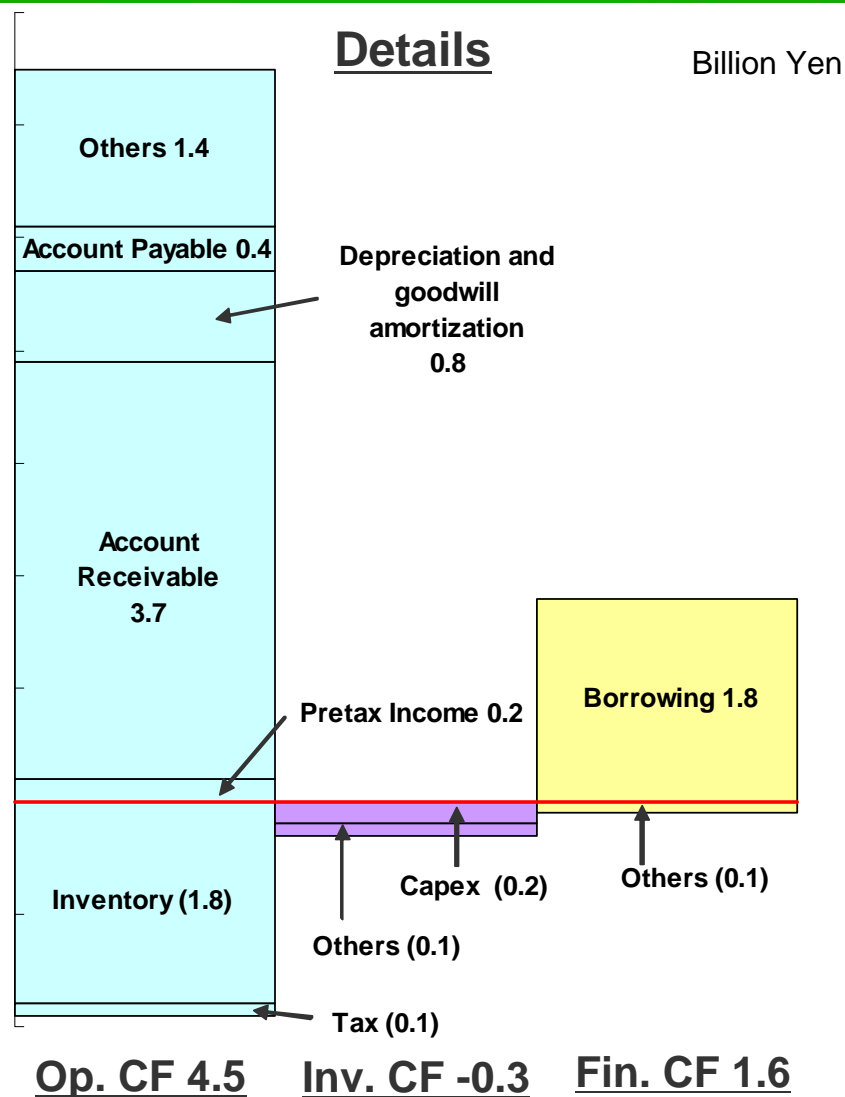 Details
Billion Yen
Others 1.4
Account Payable 0.4
Depreciation and
goodwill
amortization
0.8
Account
Receivable
3.7
Pretax Income 0.2
Borrowing 1.8
Inventory (1.8)
Capex (0.2)
Others (0.1)
Others (0.1)
Tax (0.1)
Op. CF 4.5
Inv. CF -0.3
Fin. CF 1.6